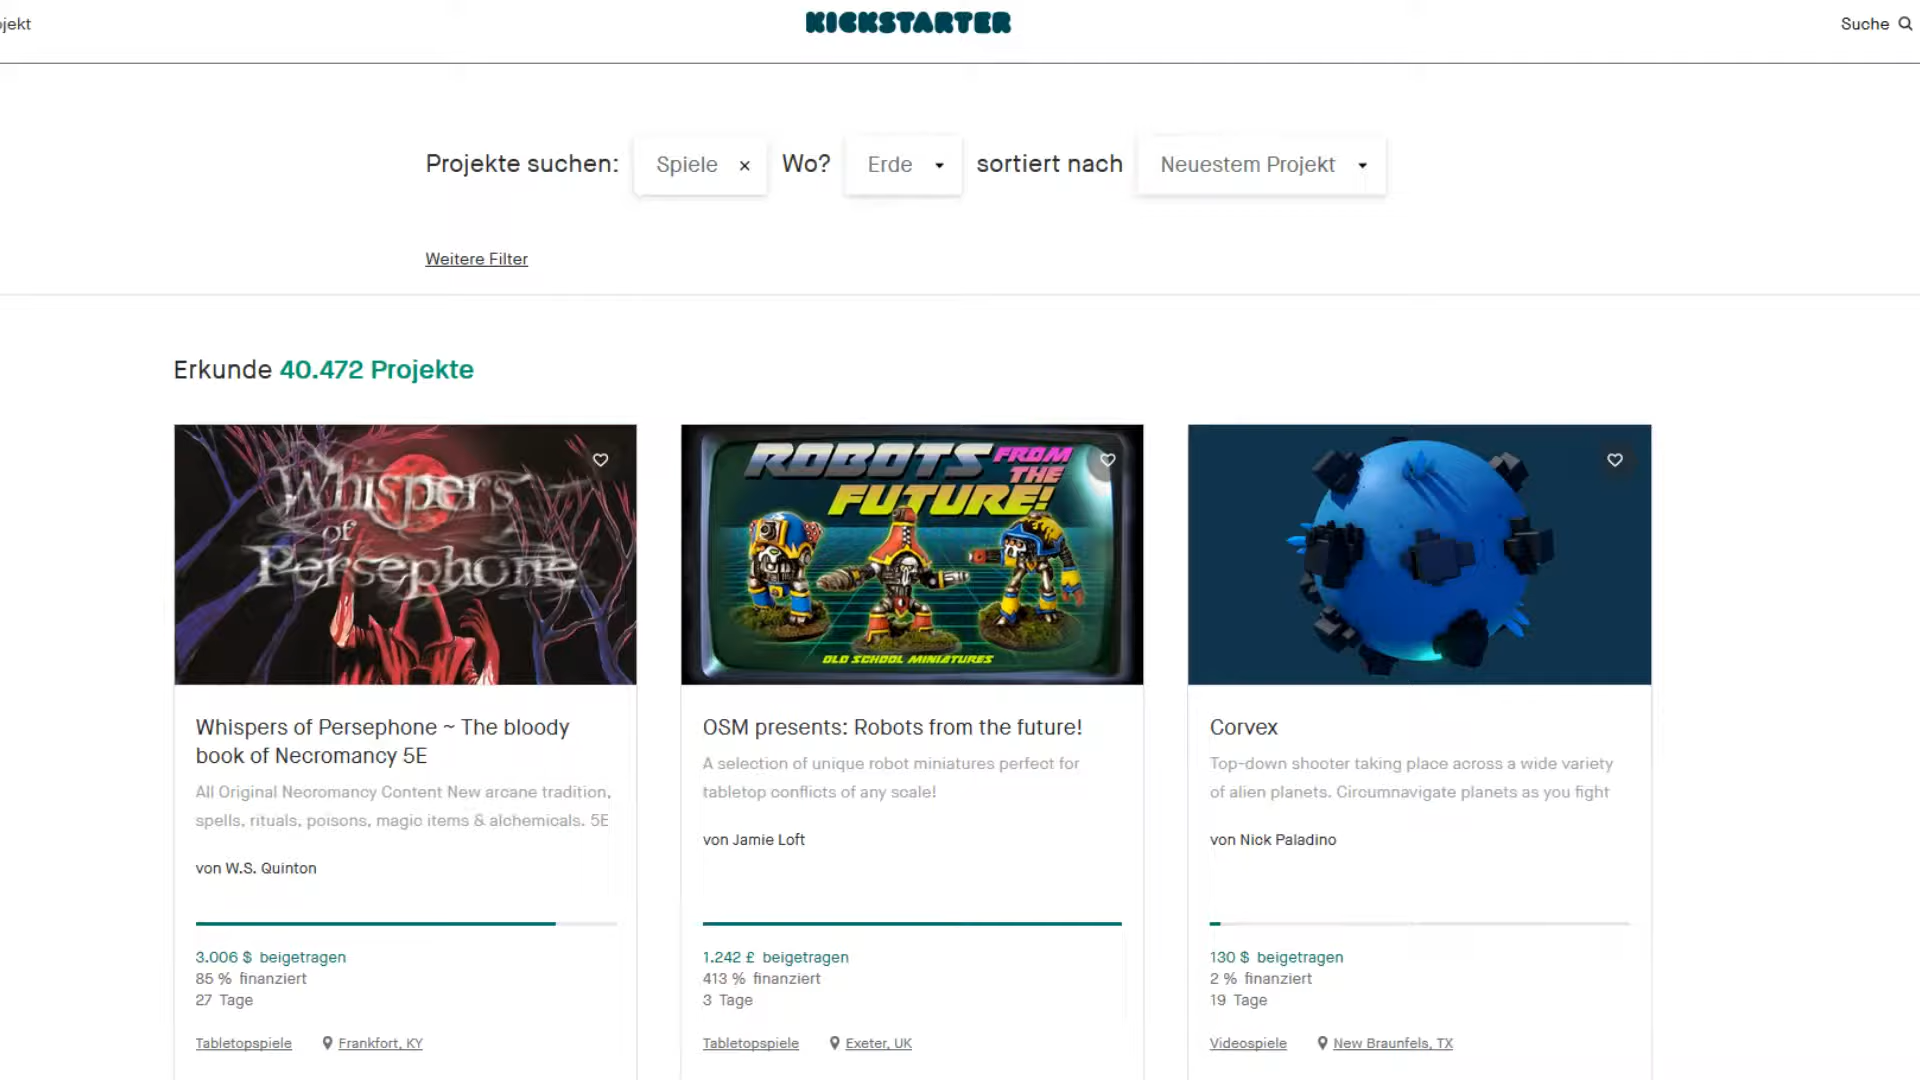 ojekt
KICKSTARTER
Suche
Projekte suchen: Spiele × Wo? Erde sortiert nach Neuestem Projekt
Weitere Filter
Erkunde 40.472 Projekte
Whispers
of
Persephone
Whispers of Persephone ~ The bloody
book of Necromancy 5E
All Original Necromancy Content New arcane tradition,
spells, rituals, poisons, magic items & alchemicals. 5E
von W.S. Quinton
3.006 $ beigetragen
85 % finanziert
27 Tage
Tabletopspiele Frankfort, KY
ROBOTS FROM
THE
FUTURE!
OLD SCHOOL MINIATURES
OSM presents: Robots from the future!
A selection of unique robot miniatures perfect for
tabletop conflicts of any scale!
von Jamie Loft
1.242 £ beigetragen
413 % finanziert
3 Tage
Tabletopspiele Exeter, UK
Corvex
Top-down shooter taking place across a wide variety
of alien planets. Circumnavigate planets as you fight
von Nick Paladino
130 $ beigetragen
2 % finanziert
19 Tage
Videospiele New Braunfels, TX